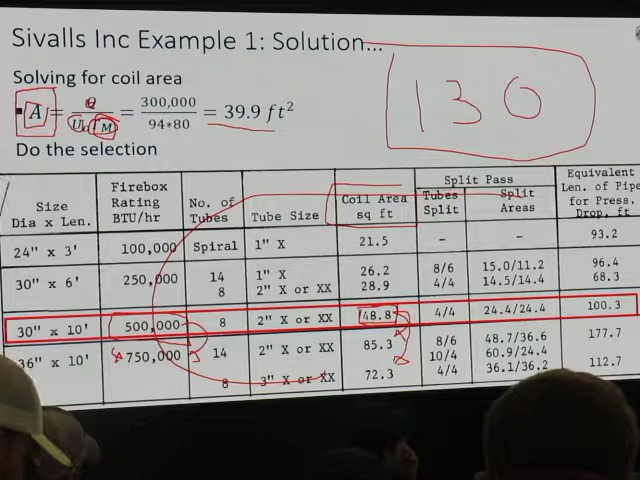 Sivalls Inc Example 1: Solution...
130
Solving for coil area
A = q / U₀TM = 300,000 / 94*80 = 39.9 ft²
Do the selection
Size Dia x Len. Firebox Rating BTU/hr No. of Tubes Tube Size Coil Area sq ft Split Pass Tubes Split Split Areas Equivalent Len. of Pipe for Press. Drop, ft
24" x 3' 100,000 Spiral 1" X 21.5 - - 93.2
30" x 6' 250,000 14 1" X 26.2 8/6 15.0/11.2 96.4
8 2" X or XX 28.9 4/4 14.5/14.4 68.3
30" x 10' 500,000 8 2" X or XX 48.8 4/4 24.4/24.4 100.3
36" x 10' 750,000 14 2" X or XX 85.3 8/6 48.7/36.6 177.7
10/4 60.9/24.4
8 3" X or XX 72.3 4/4 36.1/36.2 112.7